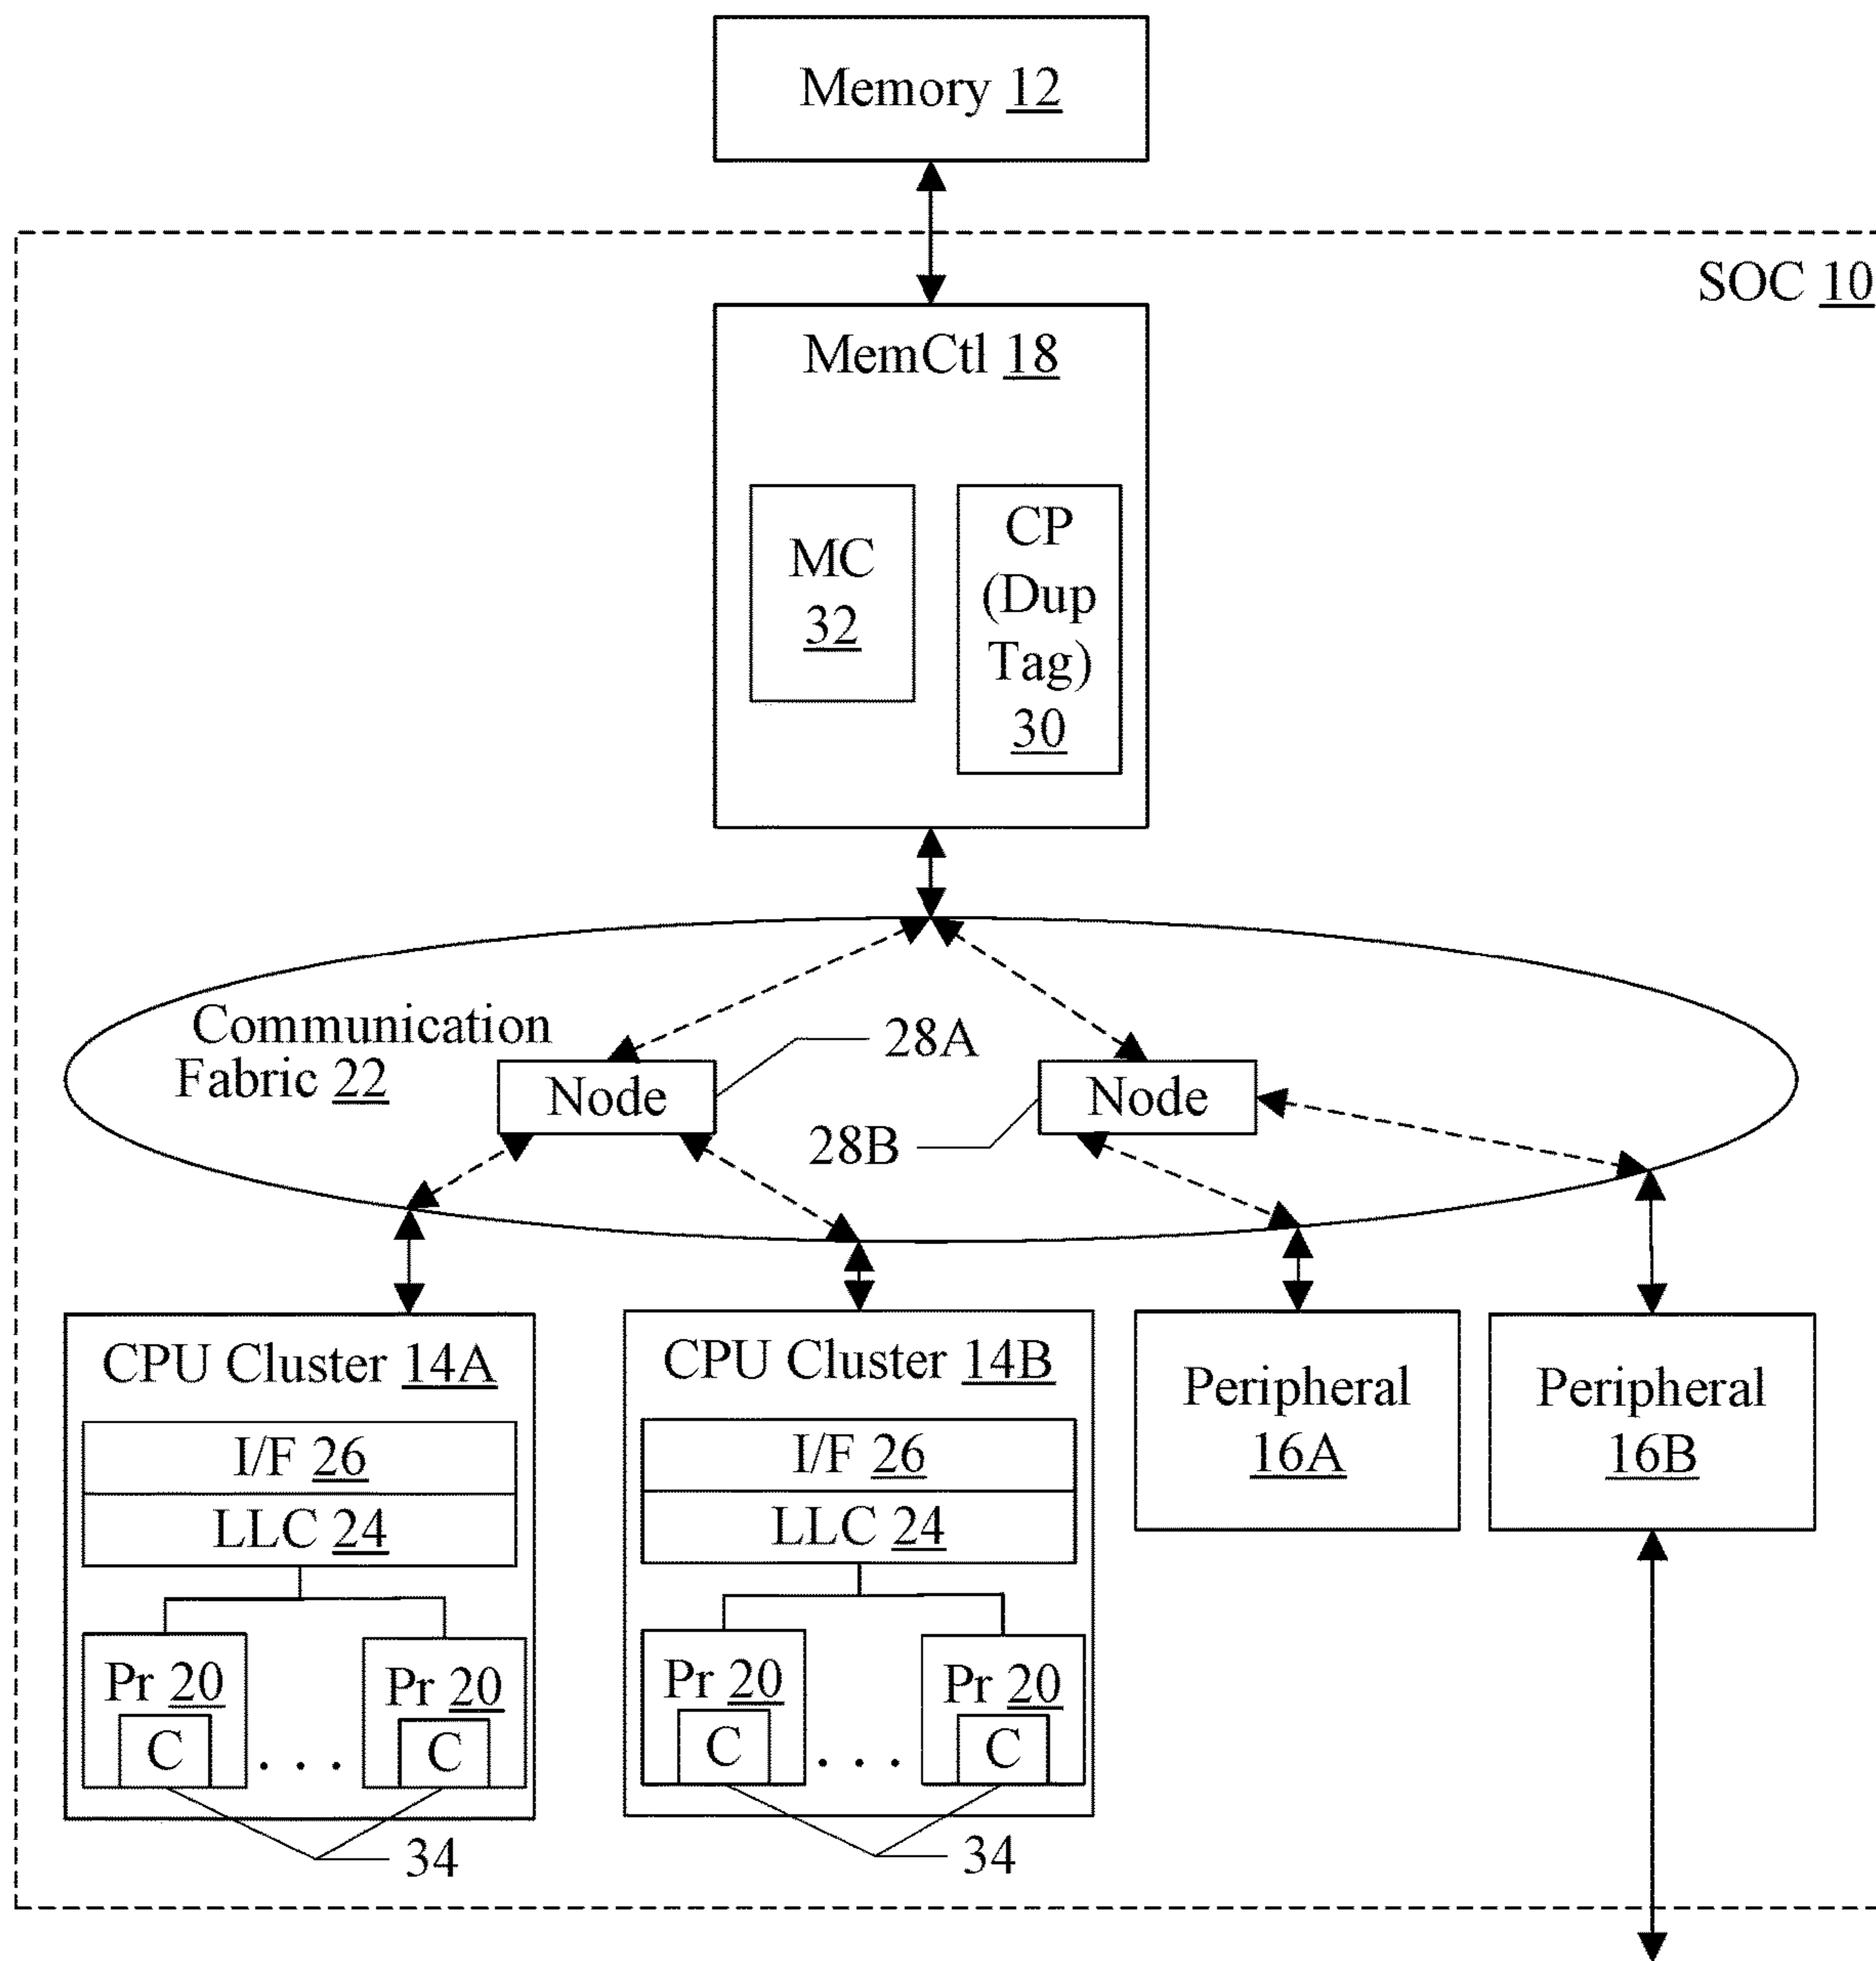 Memory 12
SOC 10
MemCtl 18
MC
32
CP
(Dup
Tag)
30
Communication
Fabric 22
Node
28A
Node
28B
CPU Cluster 14A
I/F 26
LLC 24
Pr 20
C
. . .
Pr 20
C
34
CPU Cluster 14B
I/F 26
LLC 24
Pr 20
C
. . .
Pr 20
C
34
Peripheral
16A
Peripheral
16B